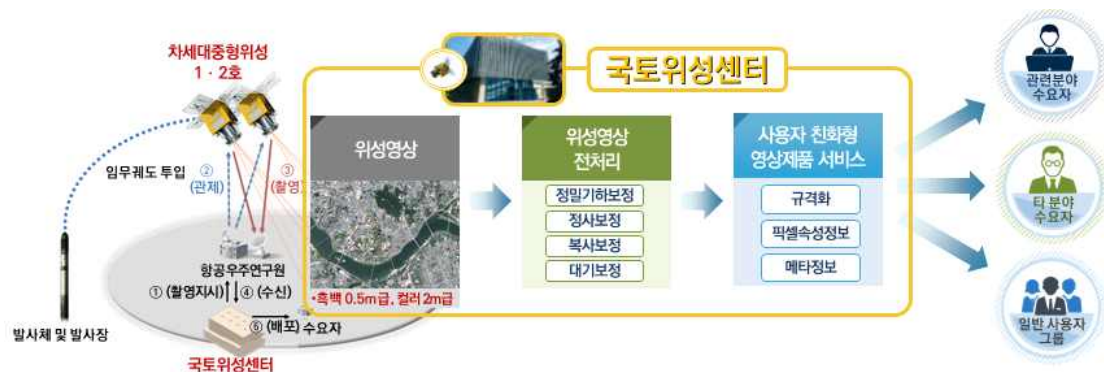 차세대중형위성
1 · 2호
임무궤도 투입
②
(관제)
③
(촬영)
항공우주연구원
① (촬영지시)
④ (수신)
⑥ (배포) 수요자
국토위성센터
발사체 및 발사장
국토위성센터
위성영상
•흑백 0.5m급, 컬러 2m급
위성영상
전처리
정밀기하보정
정사보정
복사보정
대기보정
사용자 친화형
영상제품 서비스
규격화
픽셀속성정보
메타정보
관련분야
수요자
타 분야
수요자
일반 사용자
그룹